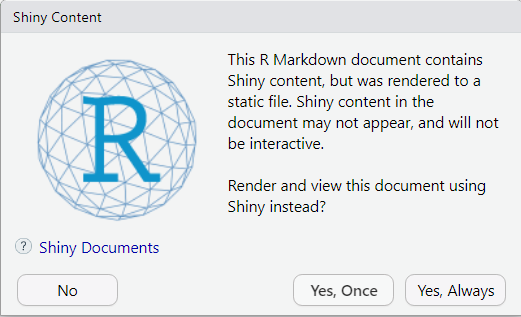 Shiny Content
This R Markdown document contains
Shiny content, but was rendered to a
static file. Shiny content in the
document may not appear, and will not
be interactive.
Render and view this document using
Shiny instead?
R
? Shiny Documents
No
Yes, Once
Yes, Always